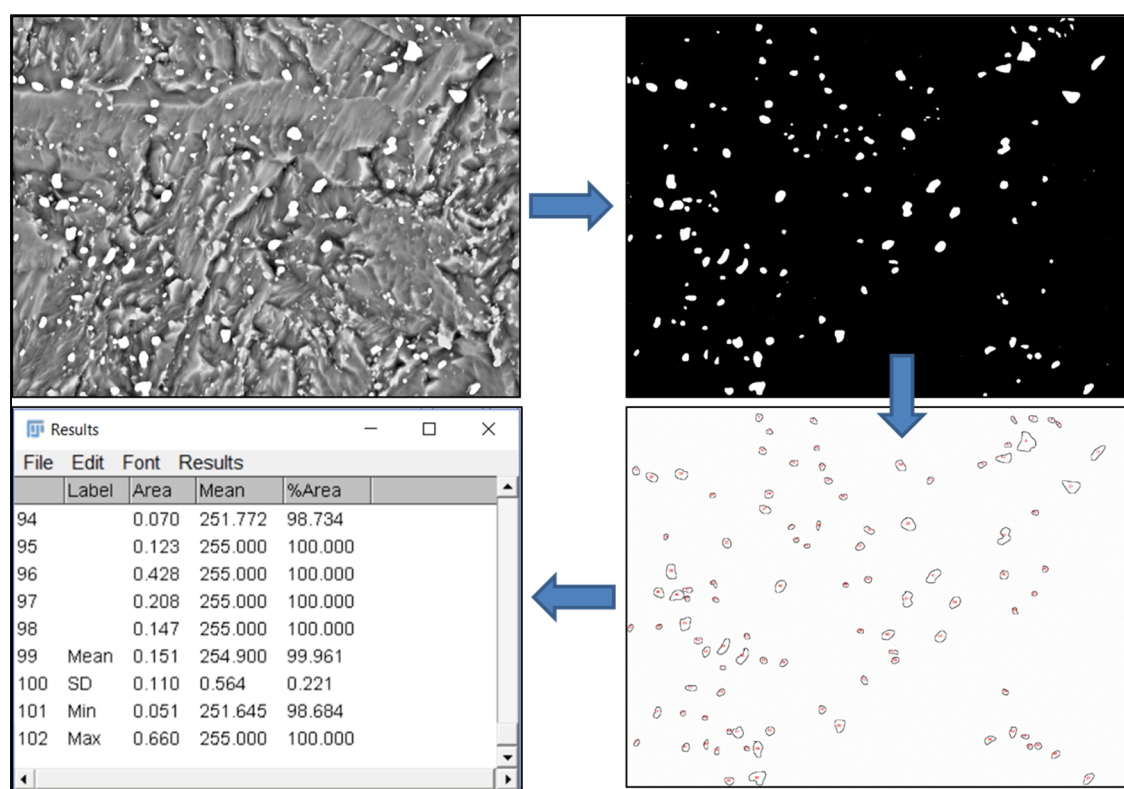 Results
File Edit Font Results
Label Area Mean %Area
94 0.070 251.772 98.734
95 0.123 255.000 100.000
96 0.428 255.000 100.000
97 0.208 255.000 100.000
98 0.147 255.000 100.000
99 Mean 0.151 254.900 99.961
100 SD 0.110 0.564 0.221
101 Min 0.051 251.645 98.684
102 Max 0.660 255.000 100.000